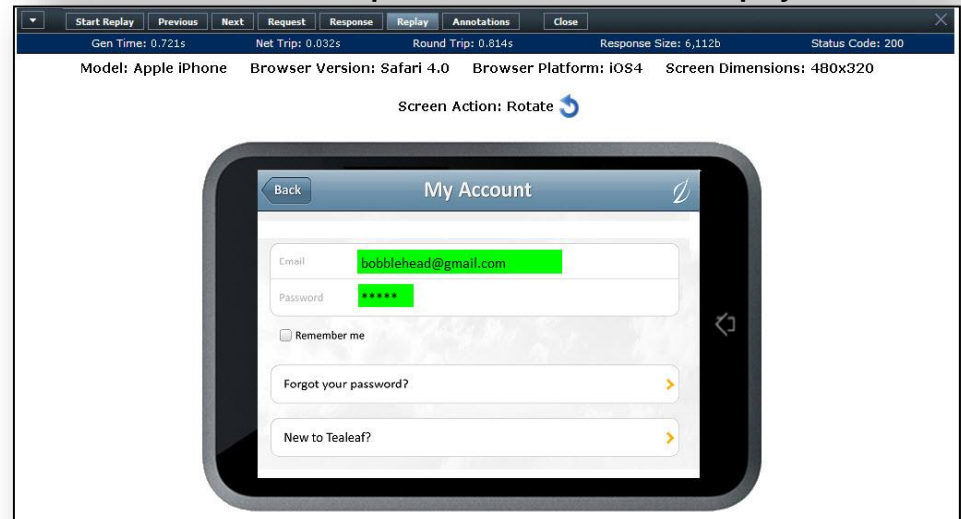 Start Replay Previous Next Request Response Replay Annotations Close
Gen Time: 0.721s Net Trip: 0.032s Round Trip: 0.814s Response Size: 6,112b Status Code: 200
Model: Apple iPhone Browser Version: Safari 4.0 Browser Platform: iOS4 Screen Dimensions: 480x320
Screen Action: Rotate
Back My Account
Email bobblehead@gmail.com
Password *****
Remember me
Forgot your password?
New to Tealeaf?